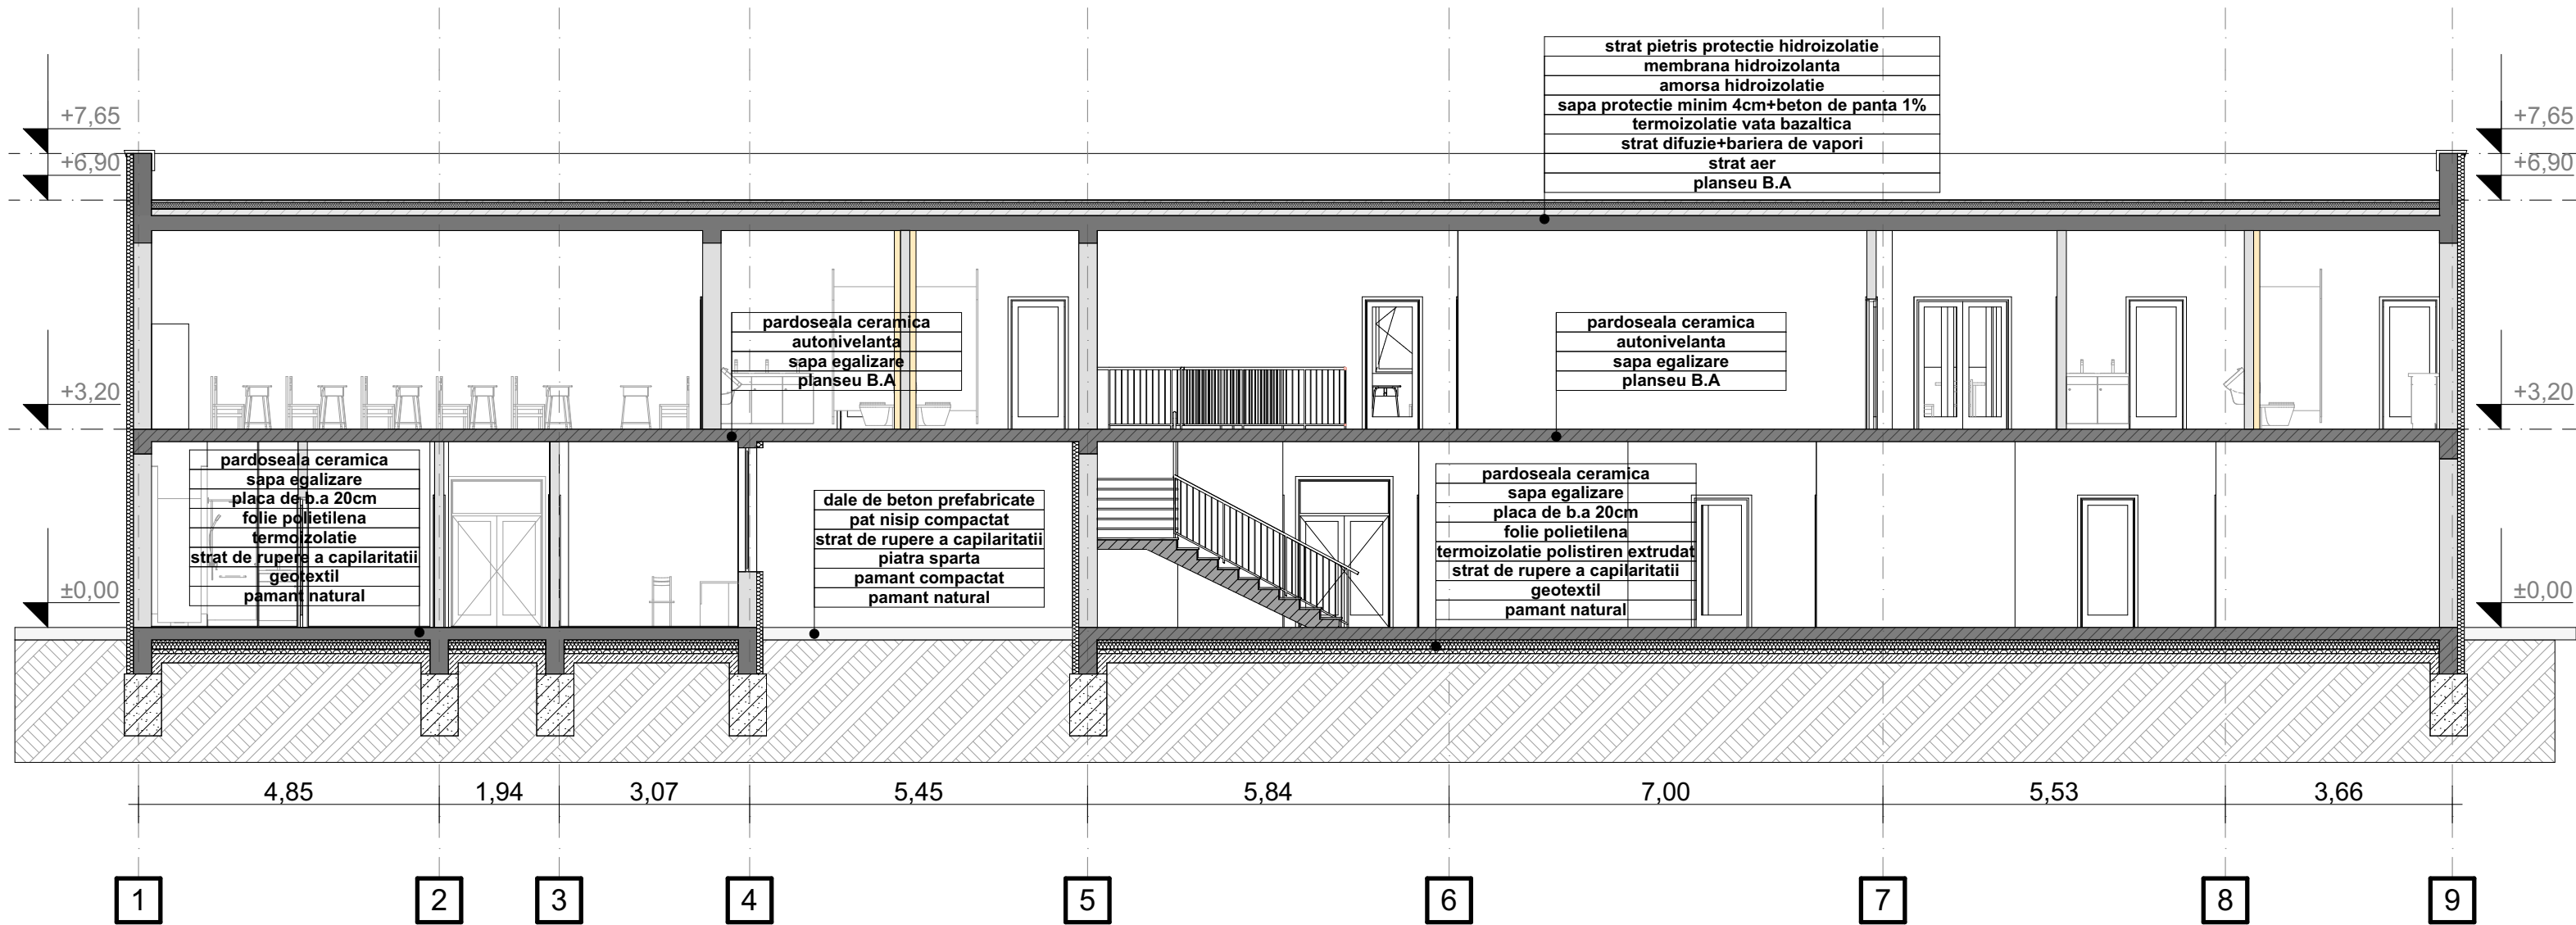 strat pietris protectie hidroizolatie
membrana hidroizolanta
amorsa hidroizolatie
sapa protectie minim 4cm+beton de panta 1%
termoizolatie vata bazaltica
strat difuzie+bariera de vapori
strat aer
planseu B.A
+7,65
+7,65
+6,90
+6,90
pardoseala ceramica
autonivelanta
sapa egalizare
planseu B.A
pardoseala ceramica
autonivelanta
sapa egalizare
planseu B.A
+3,20
+3,20
pardoseala ceramica
sapa egalizare
placa de b.a 20cm
folie polietilena
termoizolatie
strat de rupere a capilaritatii
geotextil
pamant natural
dale de beton prefabricate
pat nisip compactat
strat de rupere a capilaritatii
piatra sparta
pamant compactat
pamant natural
pardoseala ceramica
sapa egalizare
placa de b.a 20cm
folie polietilena
termoizolatie polistiren extrudat
strat de rupere a capilaritatii
geotextil
pamant natural
±0,00
±0,00
4,85 1,94 3,07 5,45 5,84 7,00 5,53 3,66
1 2 3 4 5 6 7 8 9